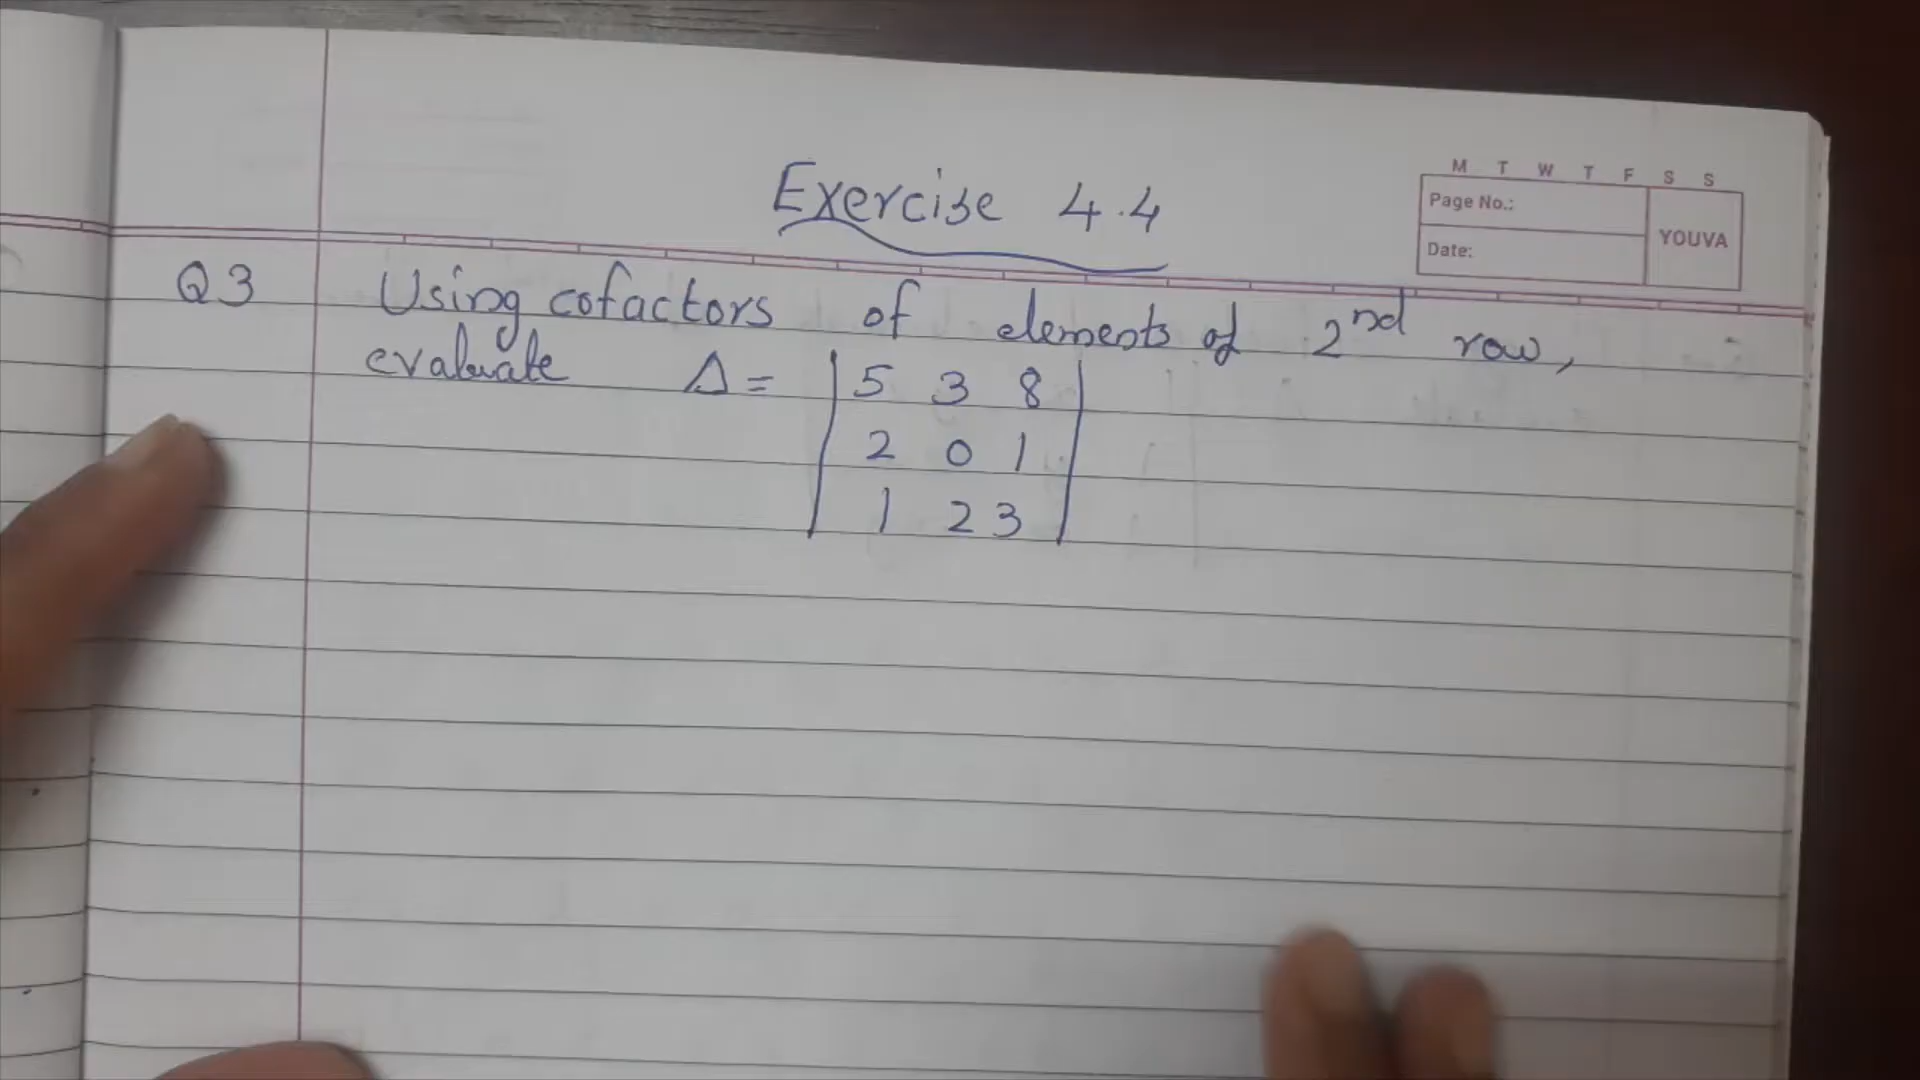 M T W T F S S
Exercise 4.4
Page No.:
YOUVA
Date:
Q3 Using cofactors of elements of 2nd row,
evaluate Δ = | 5 3 8 |
| 2 0 1 |
| 1 2 3 |